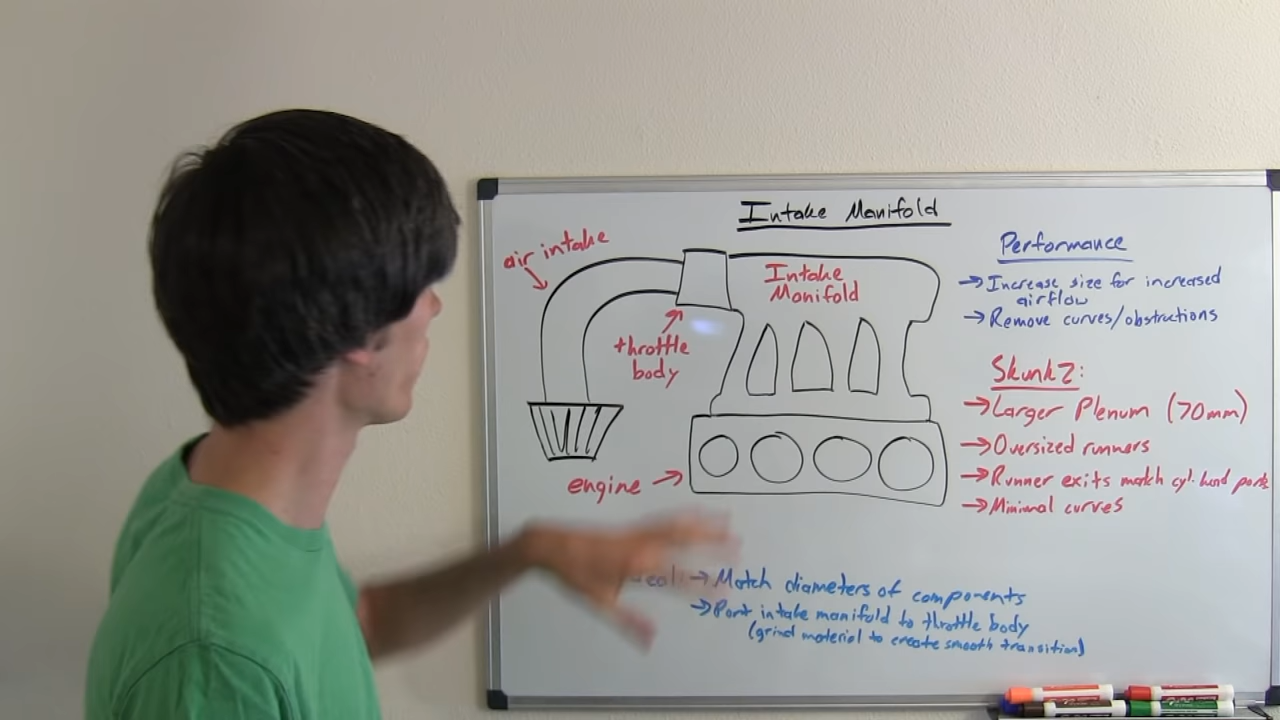 Intake Manifold
air intake
Intake
Manifold
throttle
body
engine
Performance
→ Increase size for increased
airflow
→ Remove curves/obstructions
Skunk2:
→ Larger Plenum (70mm)
→ Oversized runners
→ Runner exits match cyl. head ports
→ Minimal curves
→ Match diameters of components
→ Port intake manifold to throttle body
(grind material to create smooth transition)